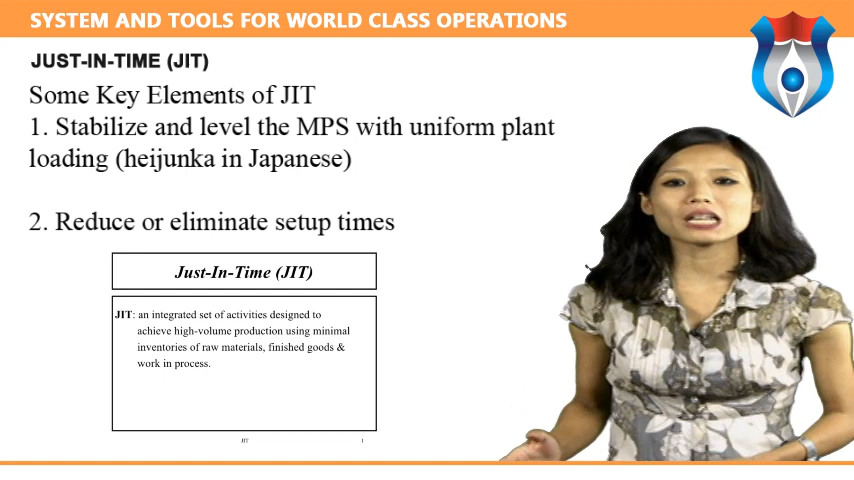 SYSTEM AND TOOLS FOR WORLD CLASS OPERATIONS
JUST-IN-TIME (JIT)
Some Key Elements of JIT
1. Stabilize and level the MPS with uniform plant
loading (heijunka in Japanese)
2. Reduce or eliminate setup times
Just-In-Time (JIT)
JIT: an integrated set of activities designed to
achieve high-volume production using minimal
inventories of raw materials, finished goods &
work in process.
JIT 1